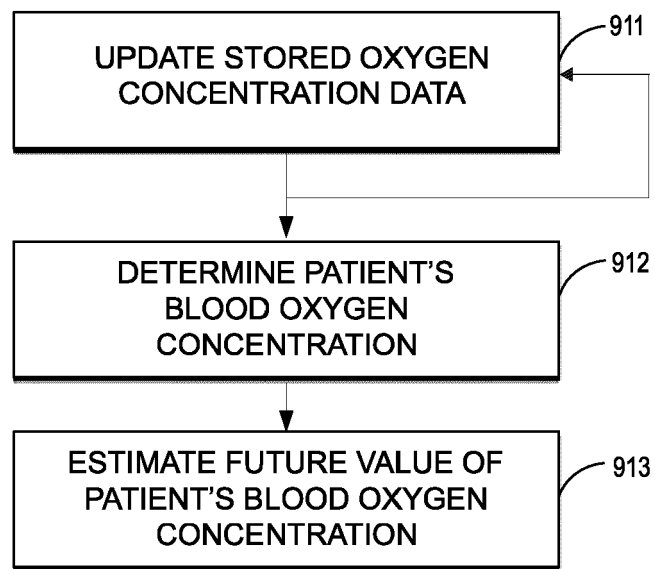 UPDATE STORED OXYGEN
CONCENTRATION DATA
911
DETERMINE PATIENT'S
BLOOD OXYGEN
CONCENTRATION
912
ESTIMATE FUTURE VALUE OF
PATIENT'S BLOOD OXYGEN
CONCENTRATION
913